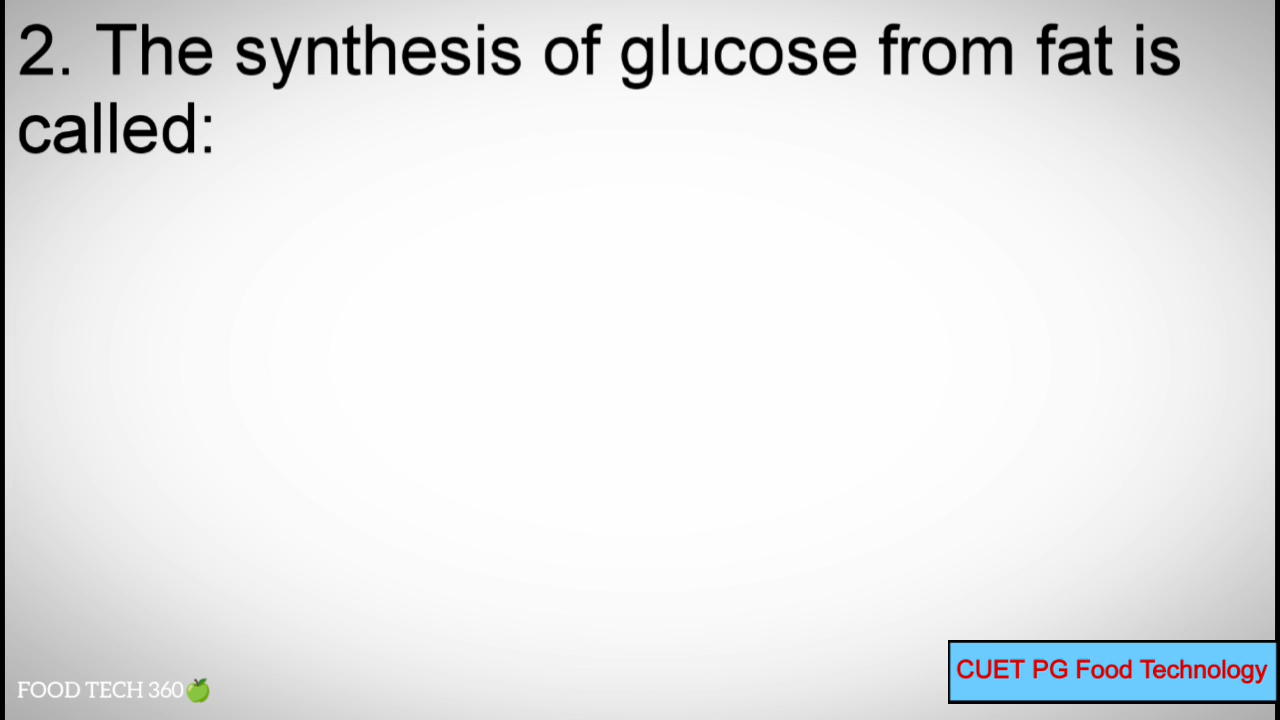 2. The synthesis of glucose from fat is
called:
FOOD TECH 360
CUET PG Food Technology